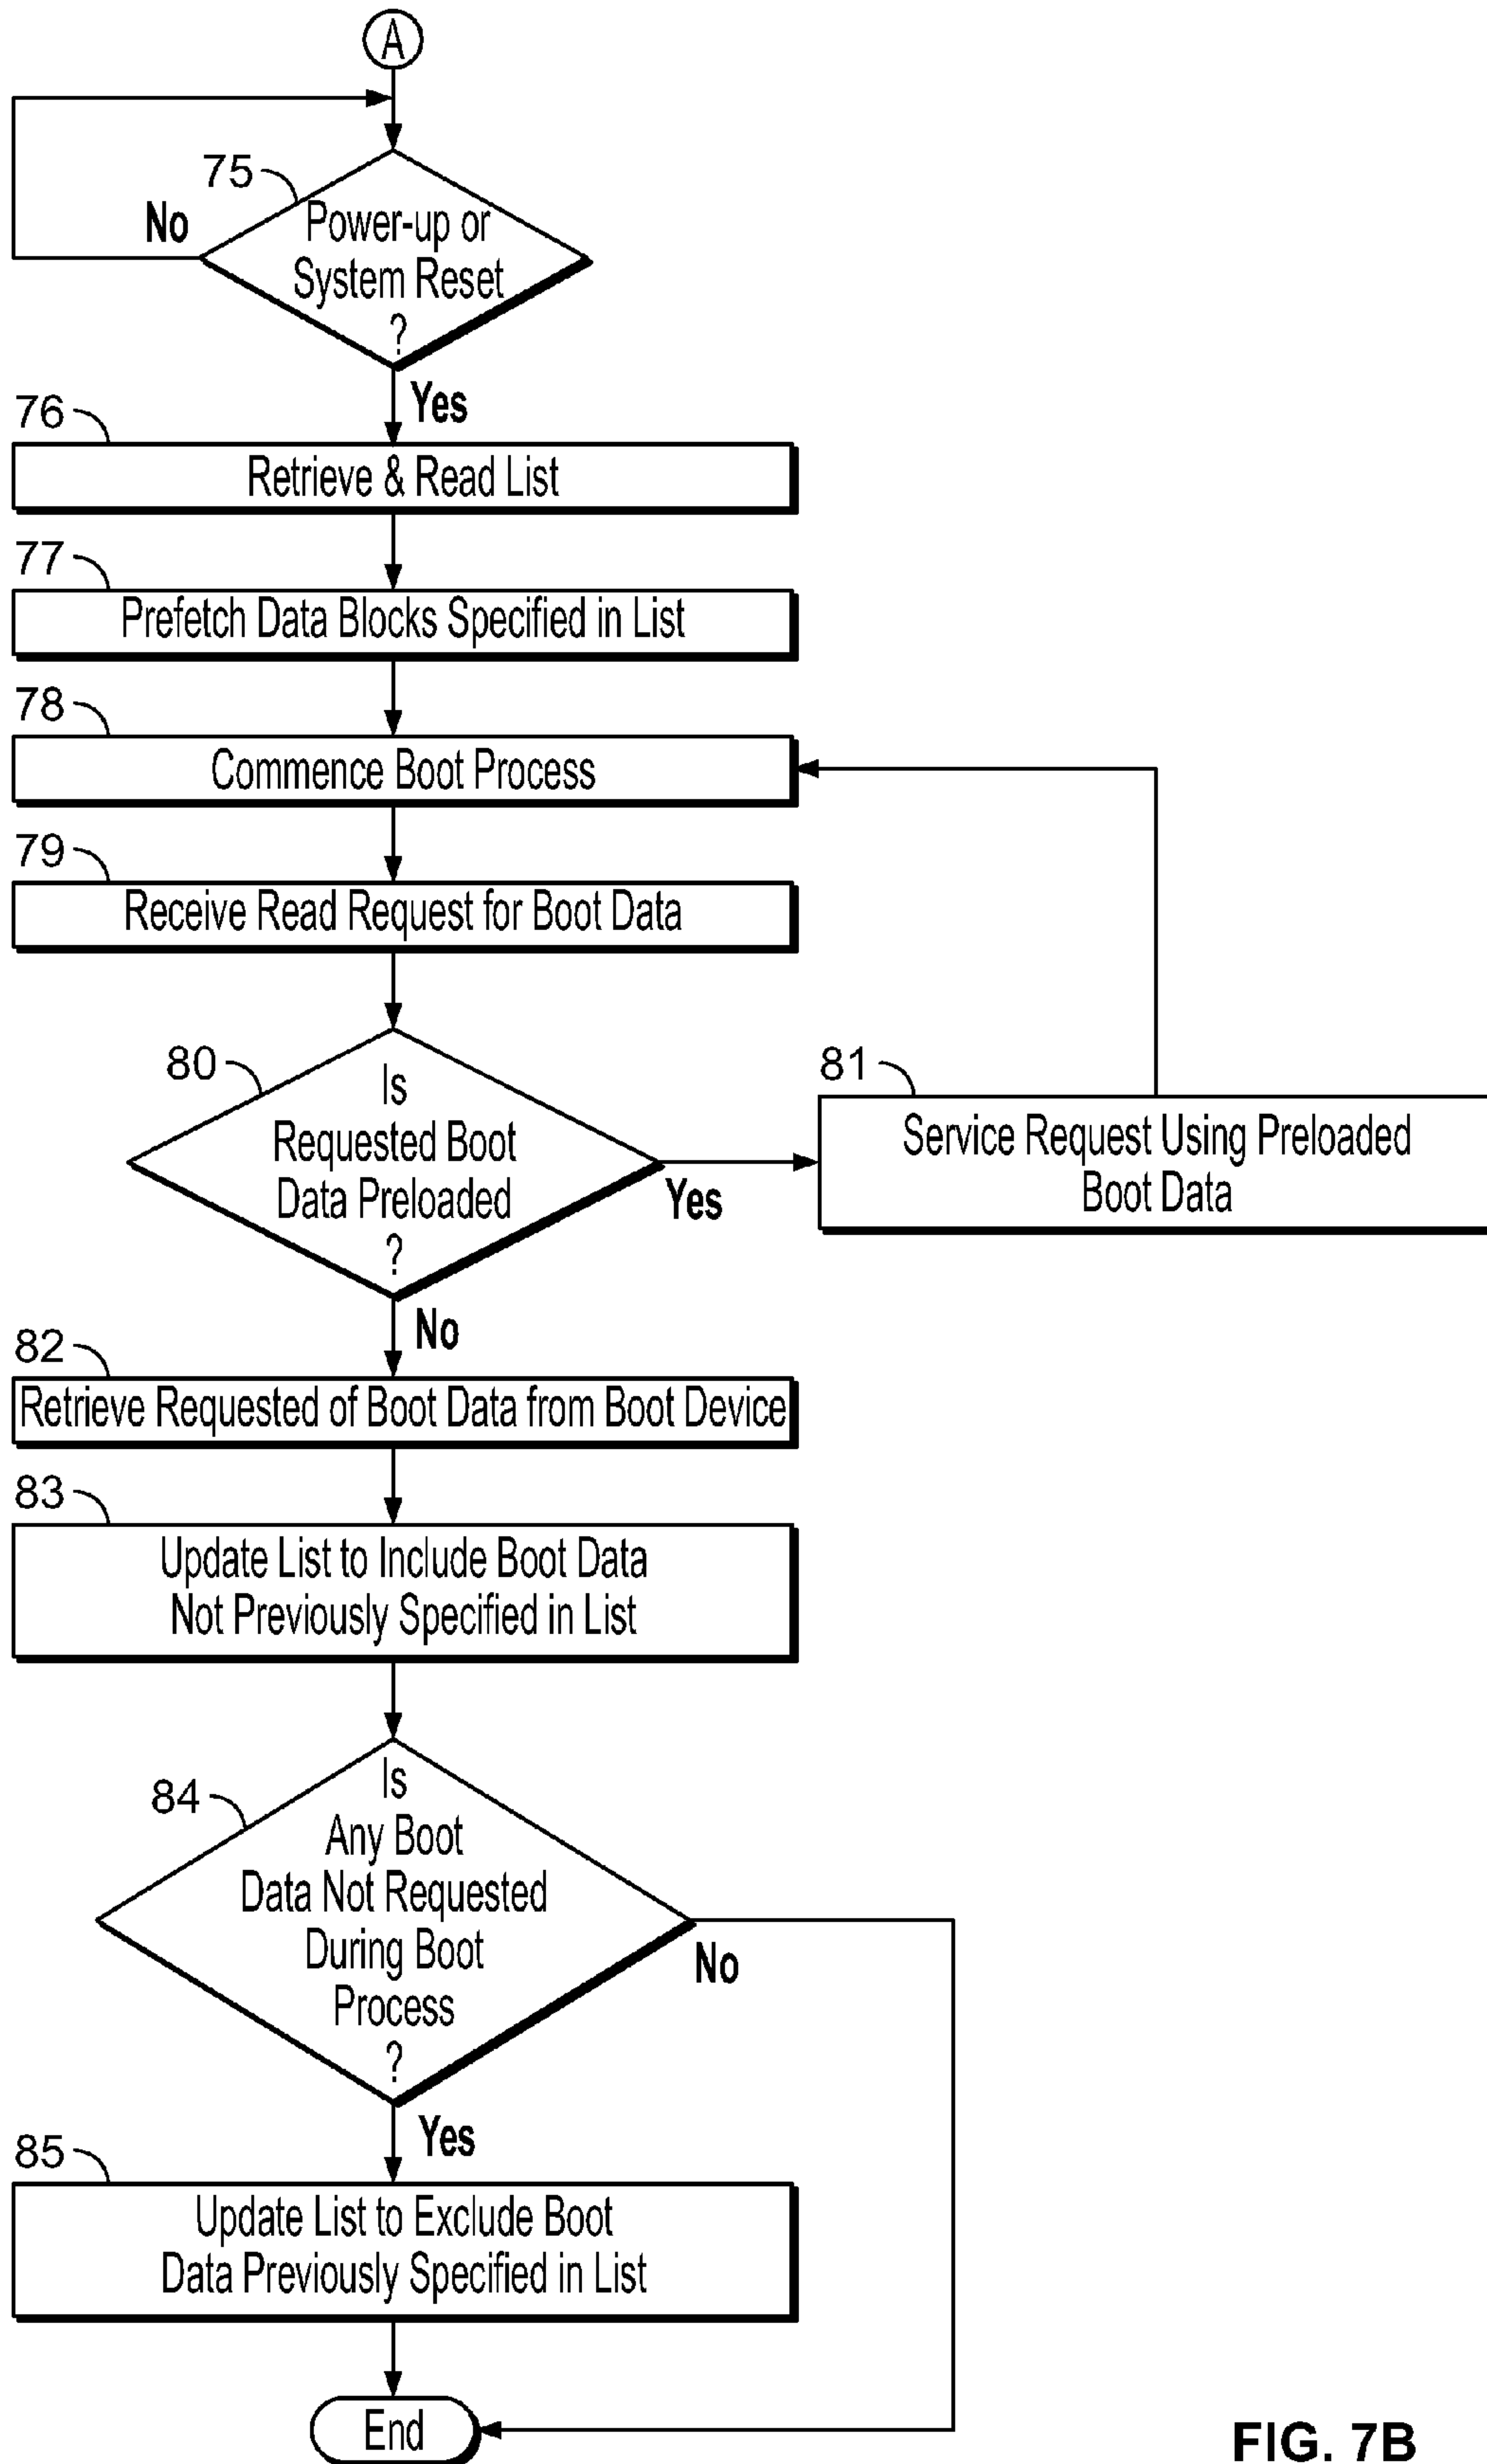 A
75
Power-up or
System Reset
?
No
Yes
76
Retrieve & Read List
77
Prefetch Data Blocks Specified in List
78
Commence Boot Process
79
Receive Read Request for Boot Data
80
Is
Requested Boot
Data Preloaded
?
Yes
81
Service Request Using Preloaded
Boot Data
No
82
Retrieve Requested of Boot Data from Boot Device
83
Update List to Include Boot Data
Not Previously Specified in List
84
Is
Any Boot
Data Not Requested
During Boot
Process
?
No
Yes
85
Update List to Exclude Boot
Data Previously Specified in List
End
FIG. 7B